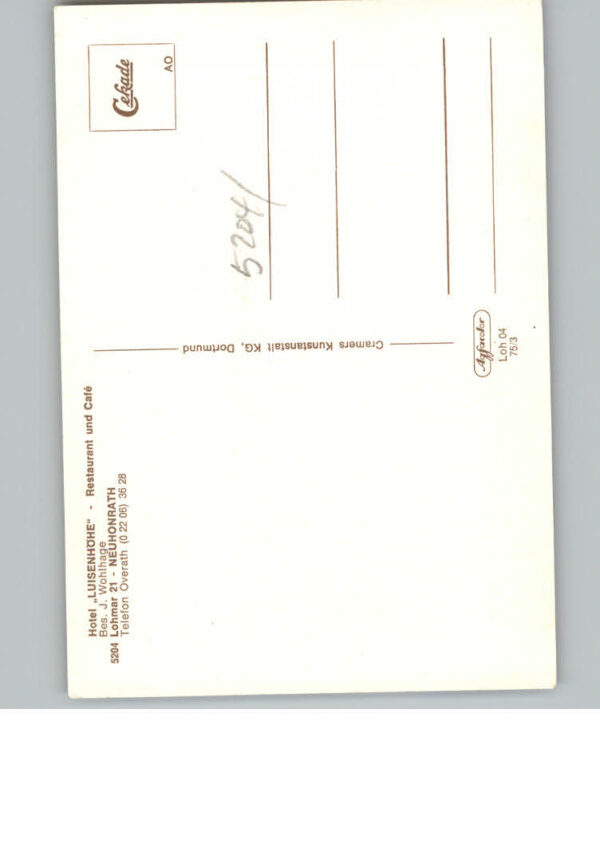 Hotel „LUISENHÖHE“ - Restaurant und Café
Bes. J. Wohlhage
5204 Lohmar 21 - NEUHONRATH
Telefon Overath (0 22 06) 36 28
Cramers Kunstanstalt KG, Dortmund
Cekade
AO
5204/
Agfacolor
Loh 04
75/3